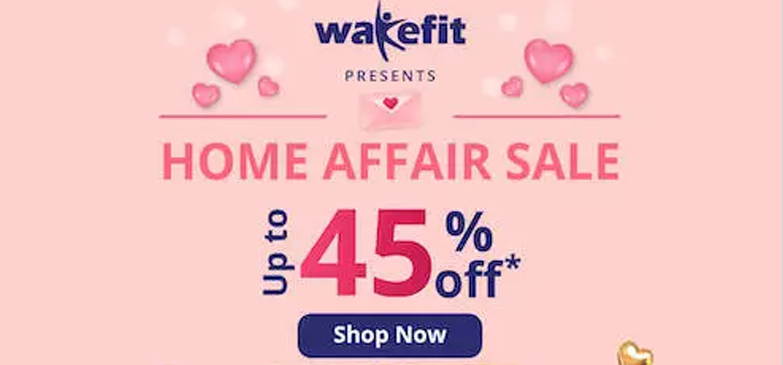 wakefit
PRESENTS
HOME AFFAIR SALE
Up to 45% off*
Shop Now